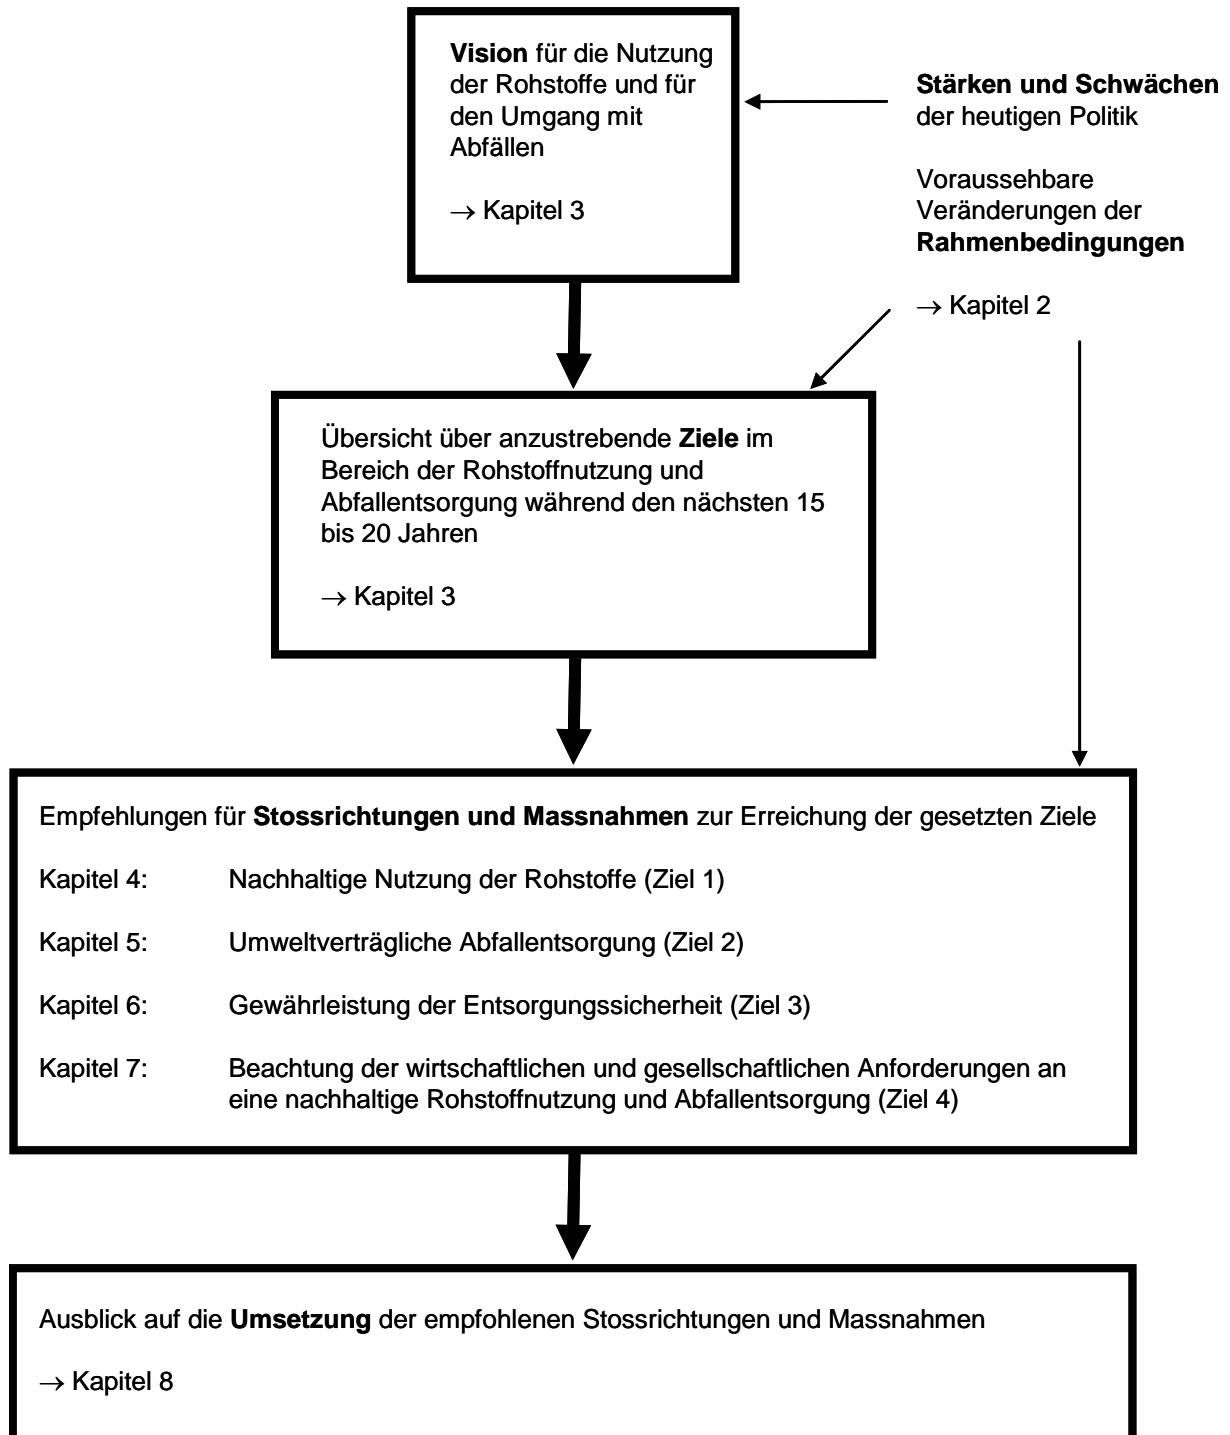 Vision für die Nutzung
der Rohstoffe und für
den Umgang mit
Abfällen
→ Kapitel 3
Stärken und Schwächen
der heutigen Politik
Voraussehbare
Veränderungen der
Rahmenbedingungen
→ Kapitel 2
Übersicht über anzustrebende Ziele im
Bereich der Rohstoffnutzung und
Abfallentsorgung während den nächsten 15
bis 20 Jahren
→ Kapitel 3
Empfehlungen für Stossrichtungen und Massnahmen zur Erreichung der gesetzten Ziele
Kapitel 4: Nachhaltige Nutzung der Rohstoffe (Ziel 1)
Kapitel 5: Umweltverträgliche Abfallentsorgung (Ziel 2)
Kapitel 6: Gewährleistung der Entsorgungssicherheit (Ziel 3)
Kapitel 7: Beachtung der wirtschaftlichen und gesellschaftlichen Anforderungen an
eine nachhaltige Rohstoffnutzung und Abfallentsorgung (Ziel 4)
Ausblick auf die Umsetzung der empfohlenen Stossrichtungen und Massnahmen
→ Kapitel 8